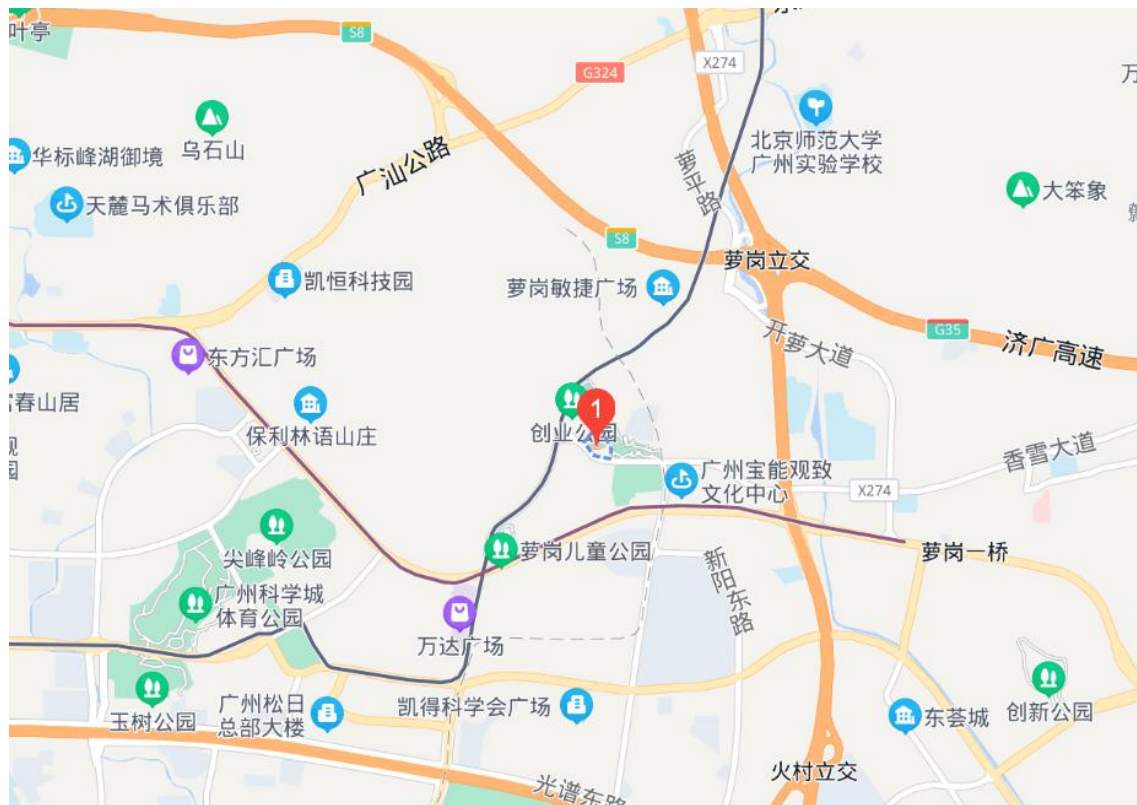 叶亭
S8
G324
X274
万
乌石山
华标峰湖御境
广汕公路
北京师范大学
广州实验学校
萝平路
大笨象
天麓马术俱乐部
S8
萝岗立交
凯恒科技园
萝岗敏捷广场
开萝大道
G35
济广高速
东方汇广场
富春山居
保利林语山庄
1
创业公园
香雪大道
观
园
广州宝能观致
文化中心
X274
尖峰岭公园
萝岗儿童公园
新阳东路
萝岗一桥
广州科学城
体育公园
万达广场
玉树公园
广州松日
总部大楼
凯得科学会广场
东荟城
创新公园
火村立交
光谱东路